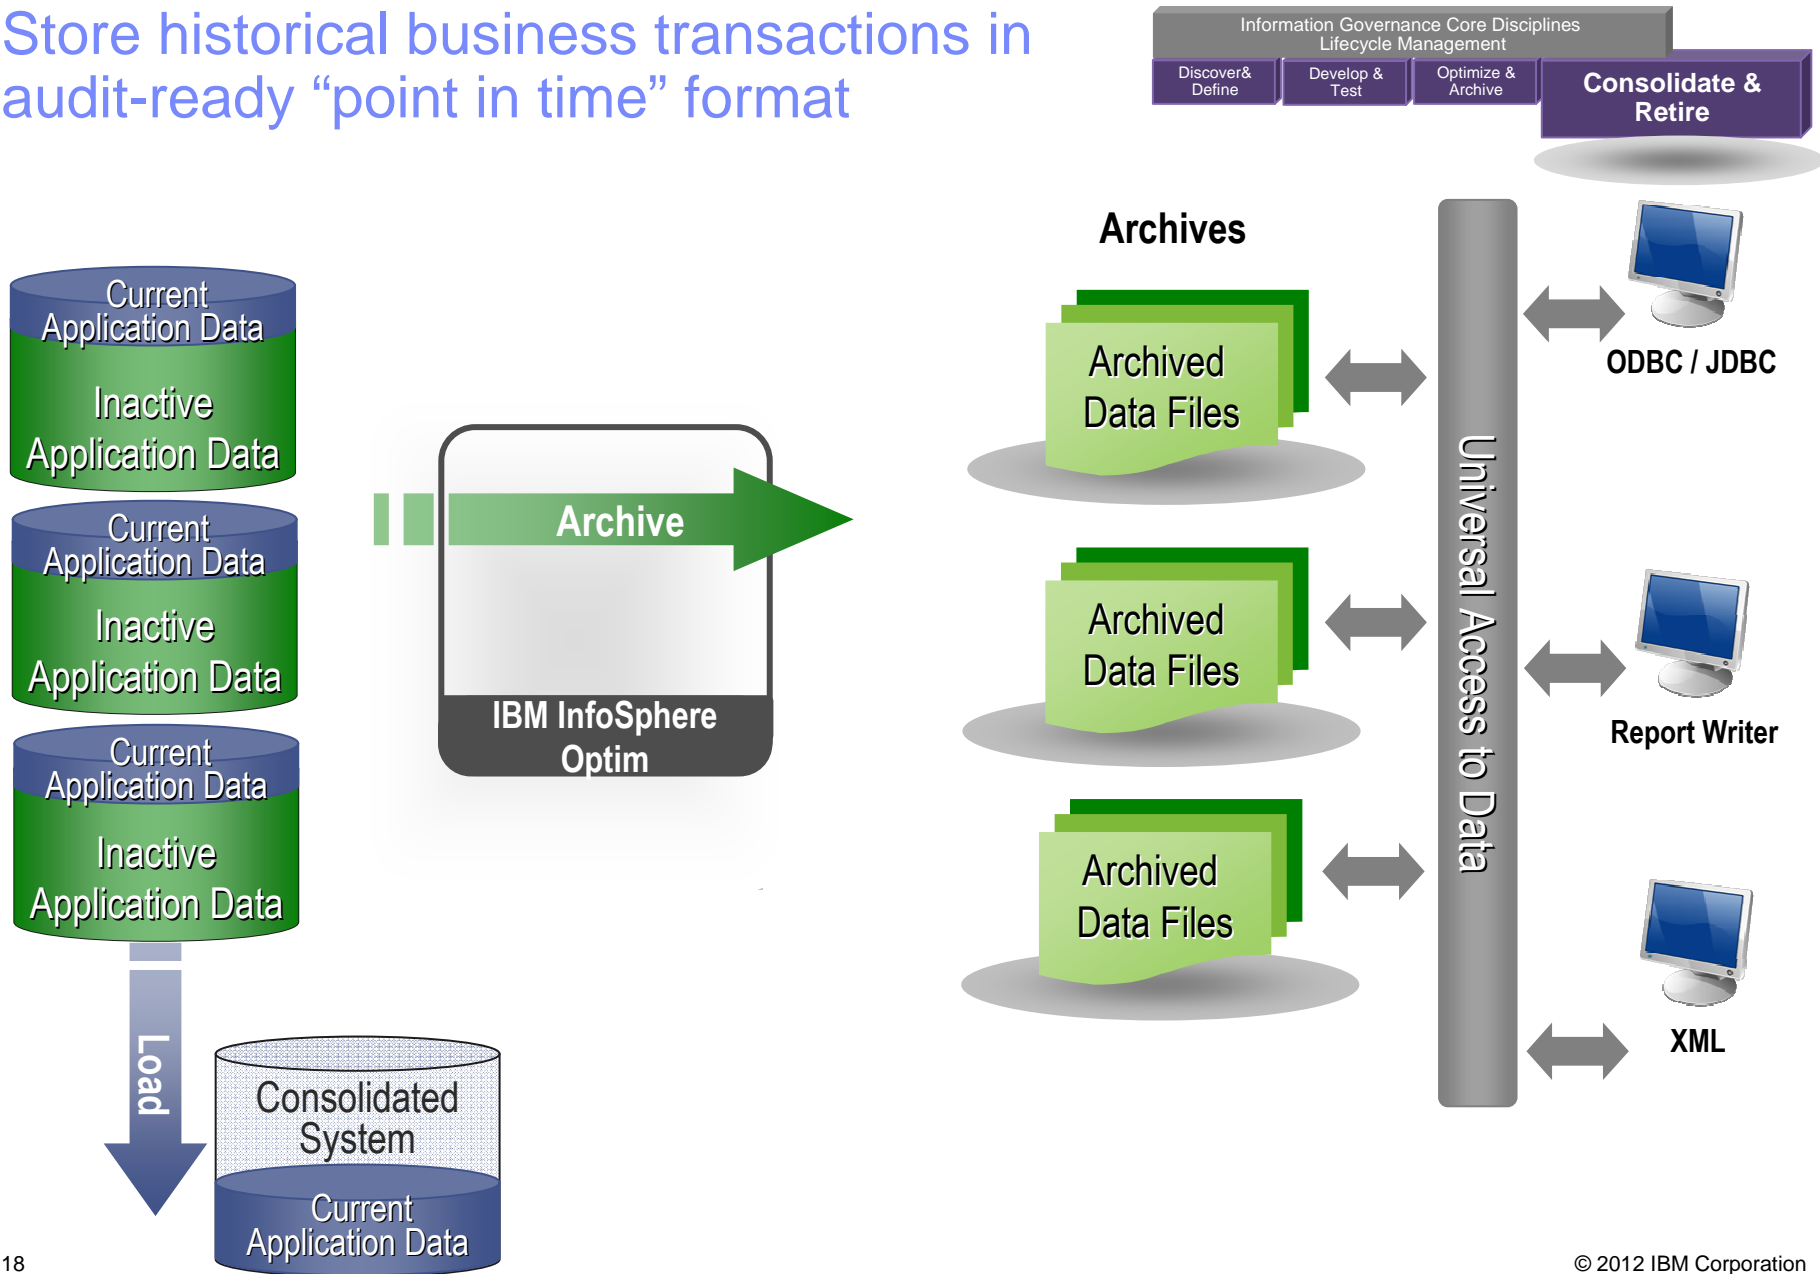 Store historical business transactions in
audit-ready “point in time” format
Information Governance Core Disciplines
Lifecycle Management
Discover&
Define
Develop &
Test
Optimize &
Archive
Consolidate &
Retire
Current
Application Data
Inactive
Application Data
Current
Application Data
Inactive
Application Data
Current
Application Data
Inactive
Application Data
Load
Consolidated
System
Current
Application Data
Archive
IBM InfoSphere
Optim
Archives
Archived
Data Files
Archived
Data Files
Archived
Data Files
Universal Access to Data
ODBC / JDBC
Report Writer
XML
18
© 2012 IBM Corporation